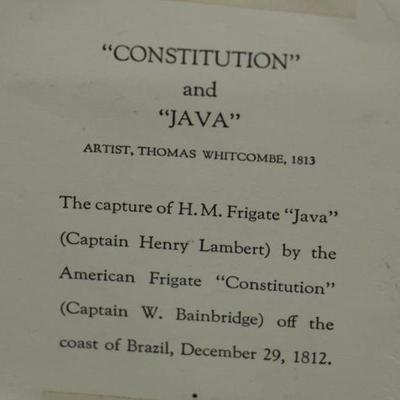 “CONSTITUTION”
and
“JAVA”
ARTIST, THOMAS WHITCOMBE, 1813
The capture of H. M. Frigate “Java”
(Captain Henry Lambert) by the
American Frigate “Constitution”
(Captain W. Bainbridge) off the
coast of Brazil, December 29, 1812.